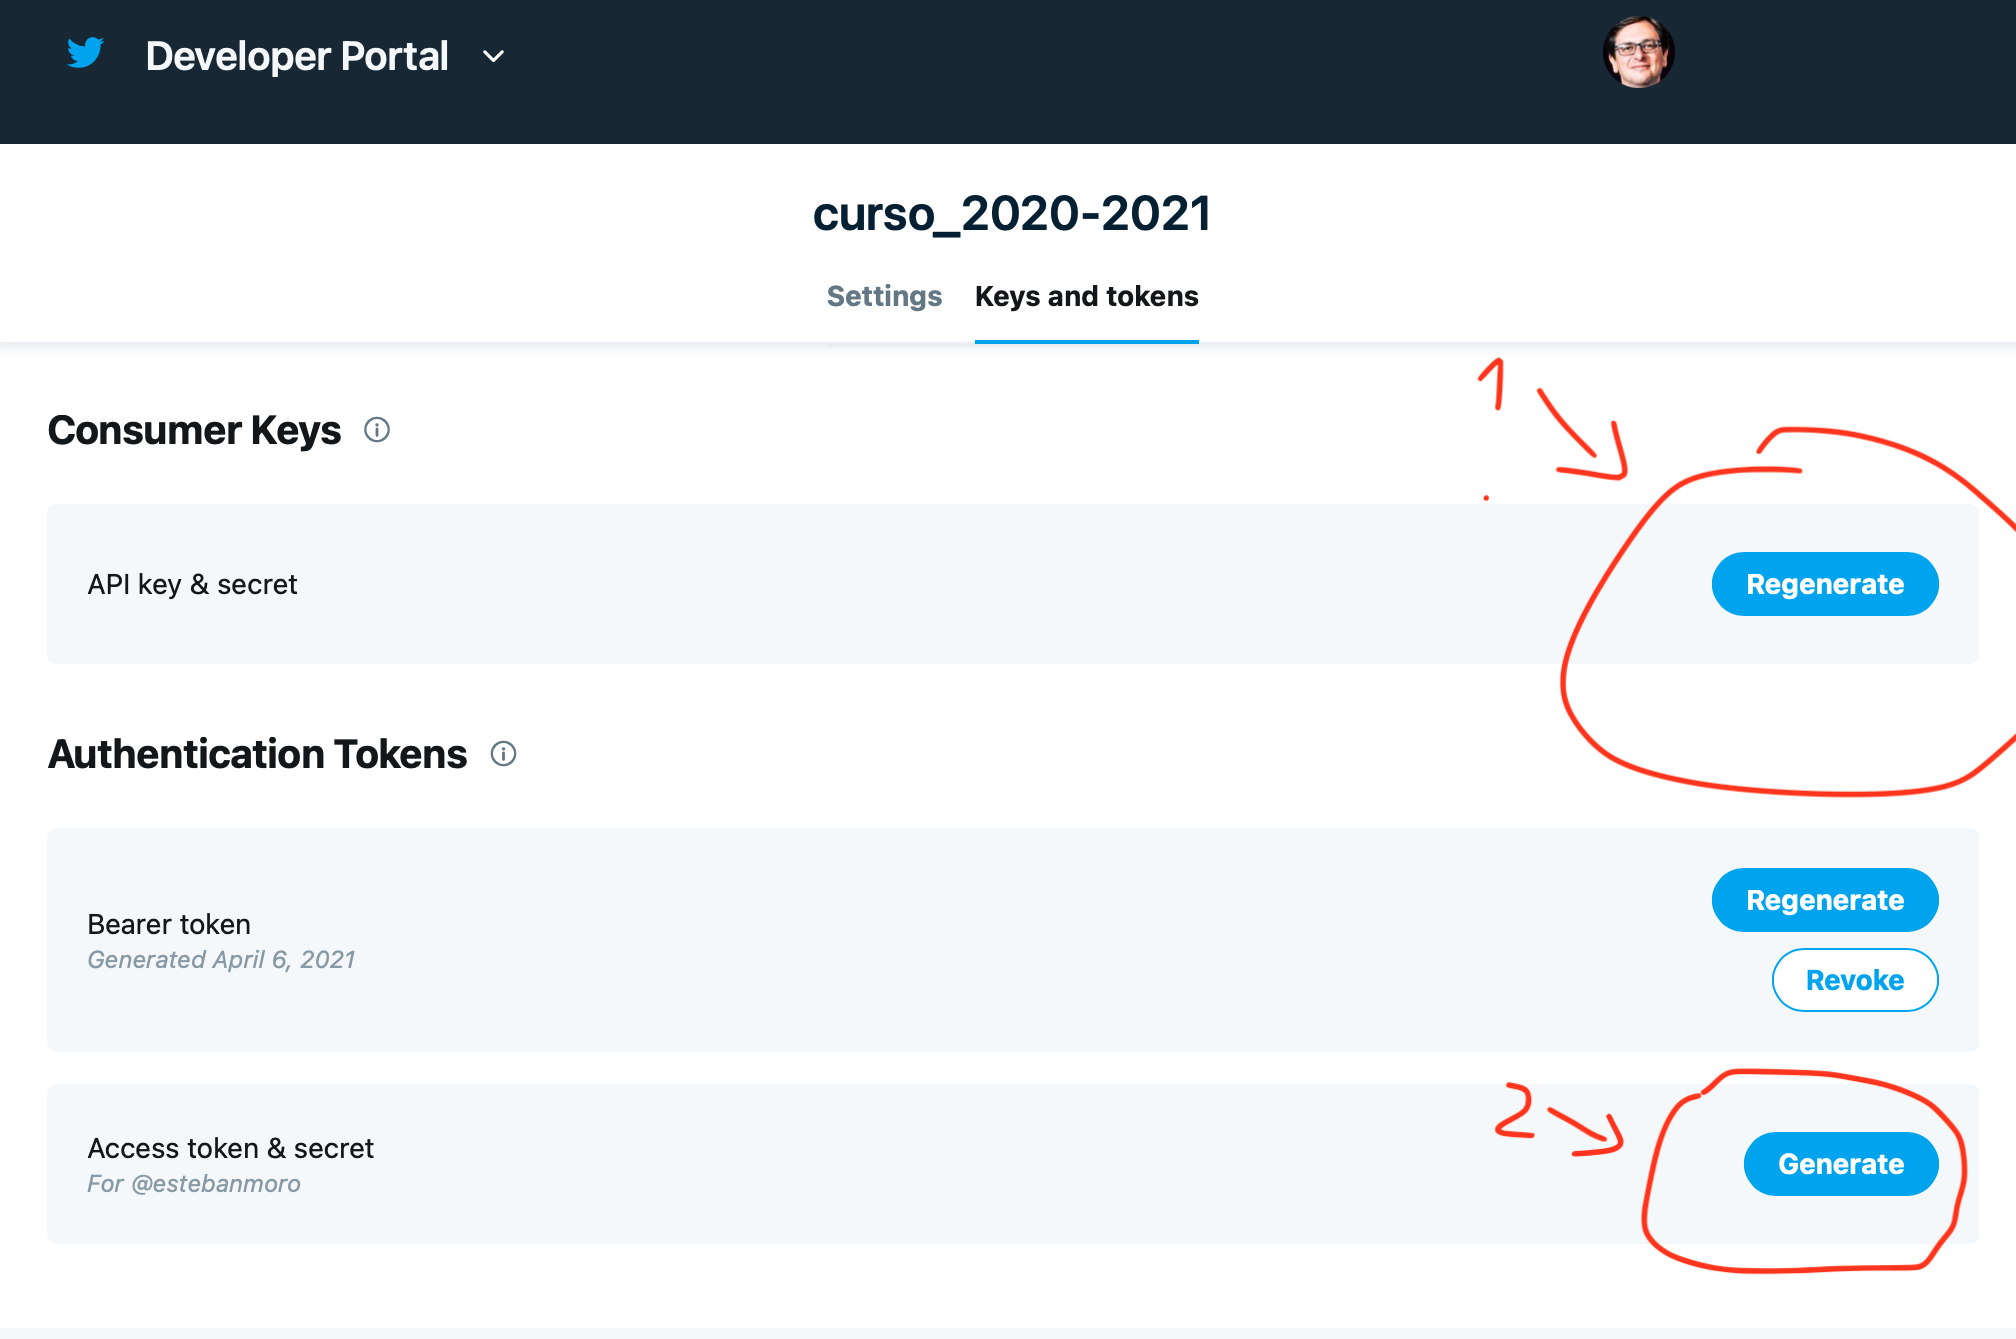 Developer Portal
curso_2020-2021
Settings Keys and tokens
1
Consumer Keys
API key & secret Regenerate
Authentication Tokens
Regenerate
Bearer token
Generated April 6, 2021
Revoke
2
Access token & secret
Generate
For @estebanmoro